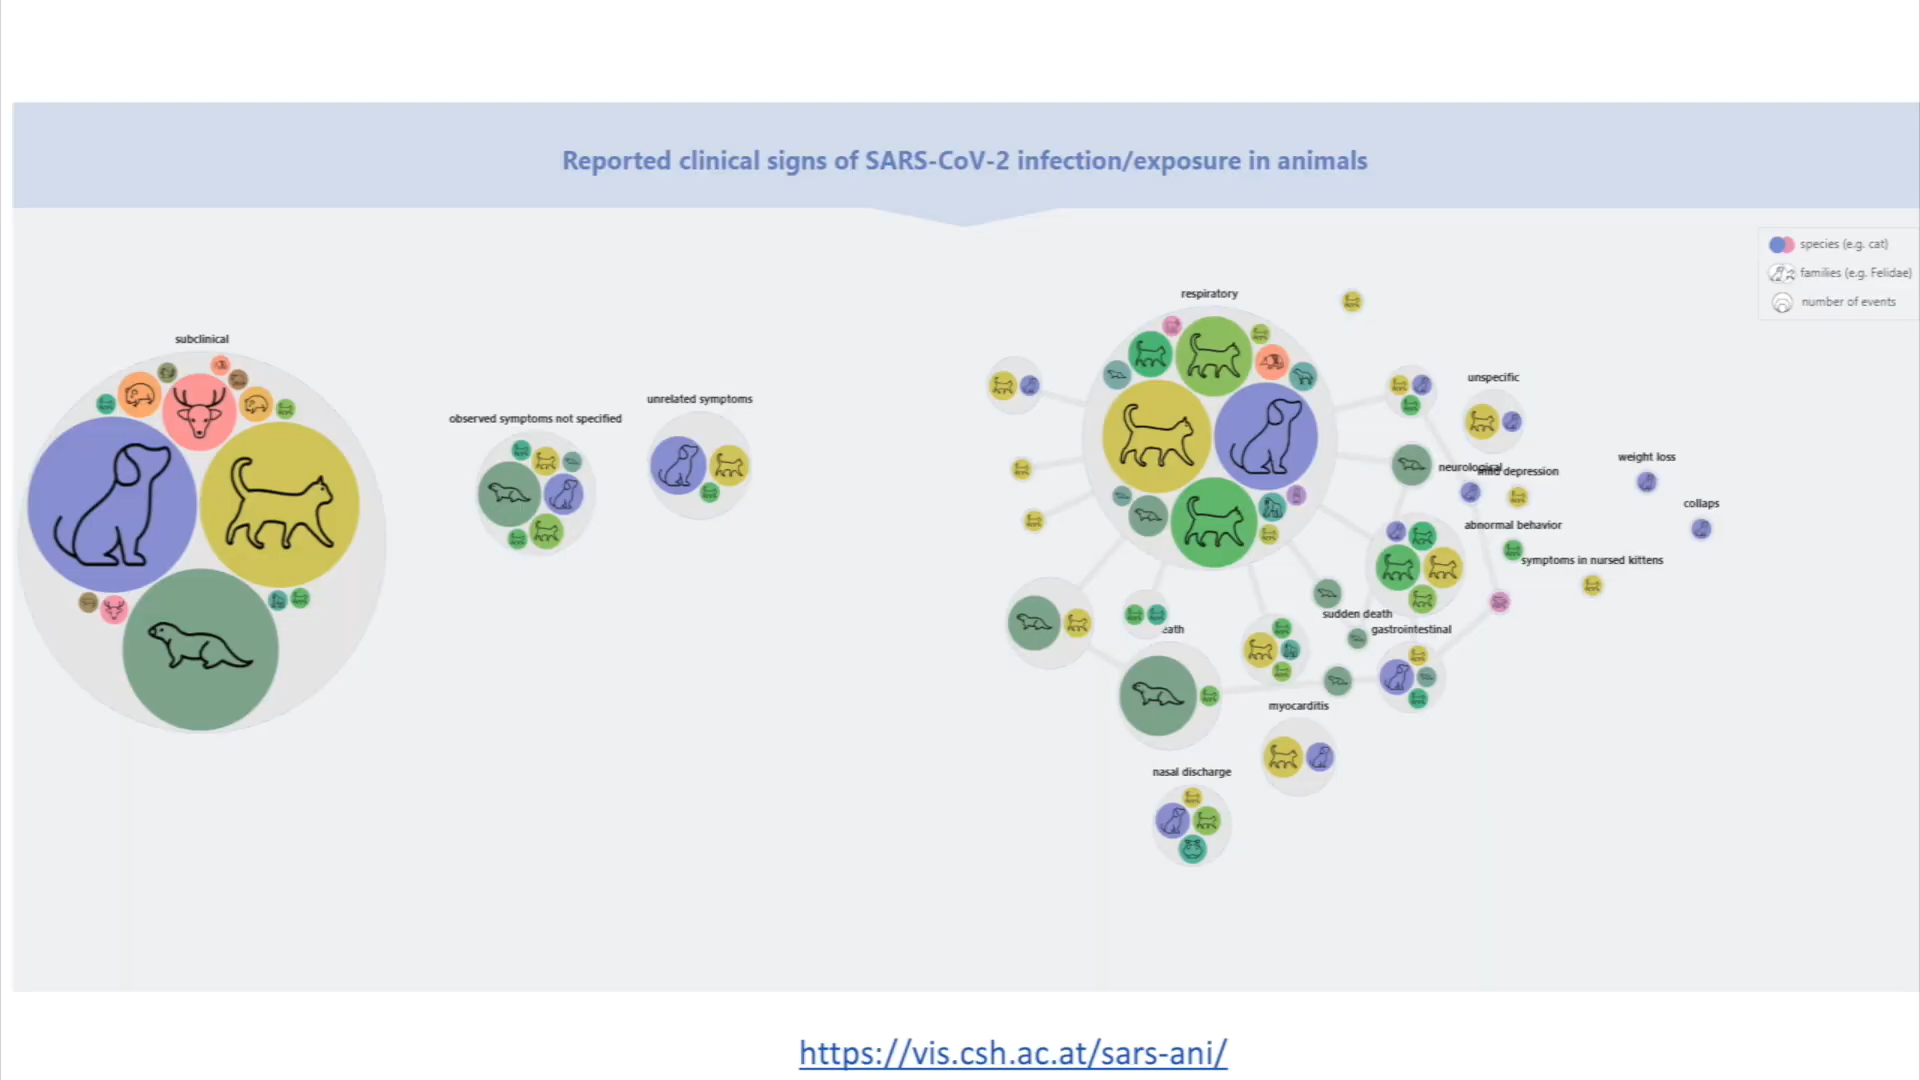 Reported clinical signs of SARS-CoV-2 infection/exposure in animals
species (e.g. cat)
families (e.g. Felidae)
number of events
respiratory
subclinical
unspecific
unrelated symptoms
observed symptoms not specified
weight loss
neurological
mild depression
collaps
abnormal behavior
symptoms in nursed kittens
sudden death
eath
gastrointestinal
myocarditis
nasal discharge
https://vis.csh.ac.at/sars-ani/